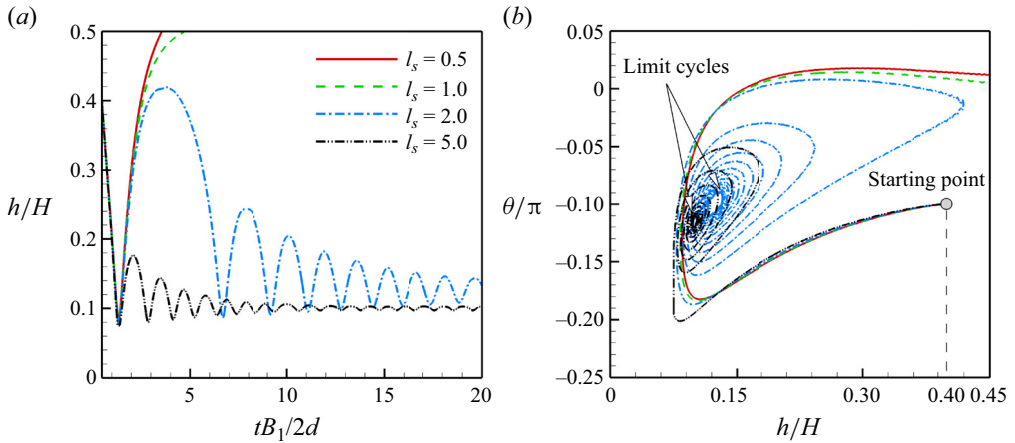 (a)
0.5
0.4
0.3
0.2
0.1
0
h/H
0
5
10
15
20
tB₁/2d
lₛ = 0.5
lₛ = 1.0
lₛ = 2.0
lₛ = 5.0
(b)
0.05
0
−0.05
−0.10
−0.15
−0.20
−0.25
θ/π
Limit cycles
Starting point
0
0.15
0.30
0.40 0.45
h/H